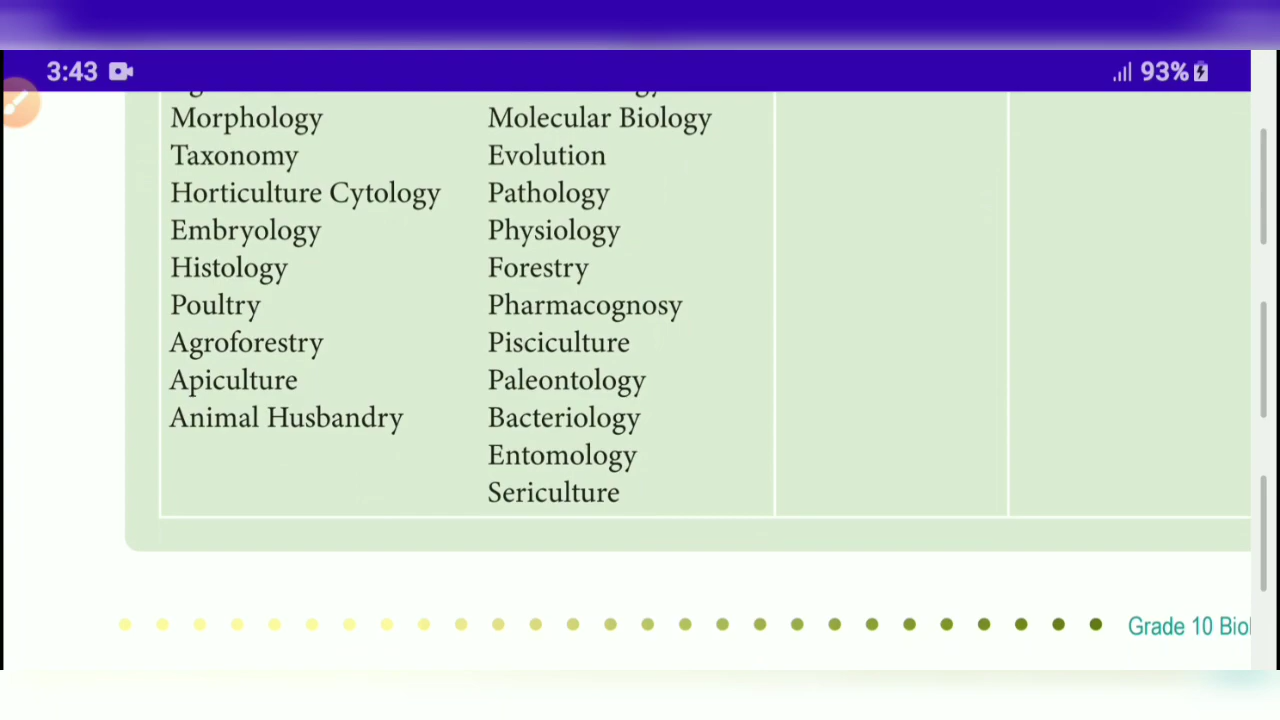 3:43
93%
Morphology
Taxonomy
Horticulture Cytology
Embryology
Histology
Poultry
Agroforestry
Apiculture
Animal Husbandry
Molecular Biology
Evolution
Pathology
Physiology
Forestry
Pharmacognosy
Pisciculture
Paleontology
Bacteriology
Entomology
Sericulture
Grade 10